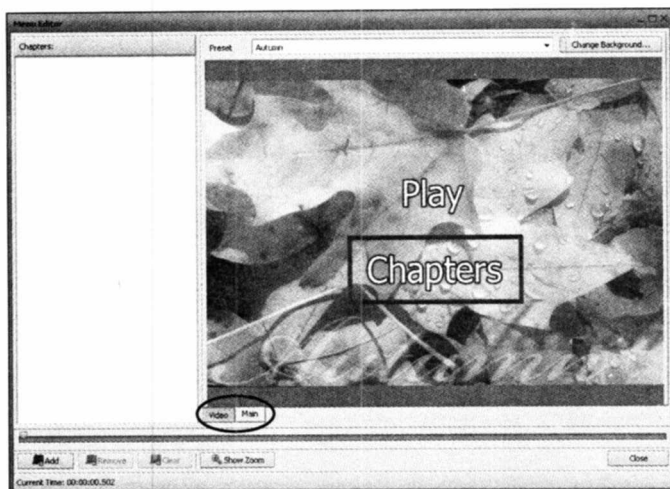 Menu Editor
Chapters:
Preset Autumn Change Background...
Play
Chapters
Autumn
Video Main
Add Remove Clear Show Zoom Close
Current Time: 00:00:00.502